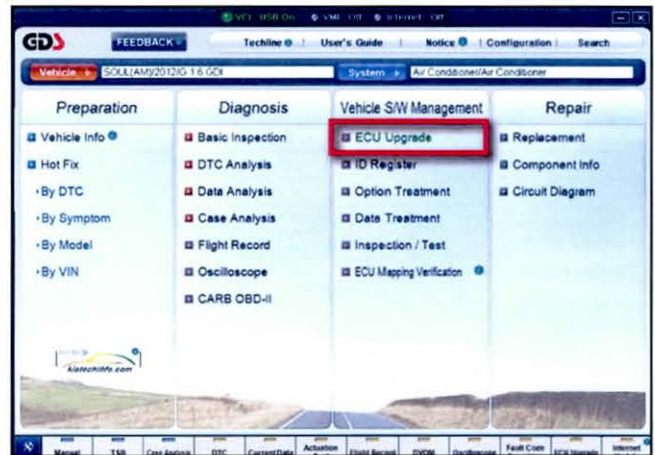 VCI USB On VMI Off Internet Off
GDS FEEDBACK Techline User's Guide Notice Configuration Search
Vehicle SOUL(AM)/2012/G 1.6 GDI System Air Conditioner/Air Conditioner
Preparation Diagnosis Vehicle S/W Management Repair
Vehicle Info Basic Inspection ECU Upgrade Replacement
Hot Fix DTC Analysis ID Register Component Info
By DTC Data Analysis Option Treatment Circuit Diagram
By Symptom Case Analysis Data Treatment
By Model Flight Record Inspection / Test
By VIN Oscilloscope ECU Mapping Verification
CARB OBD-II
kiatechinfo.com
Manual TSB Case Analysis DTC Current Data Actuation Flight Record DVOM Oscilloscope Fault Code ECU Upgrade Internet